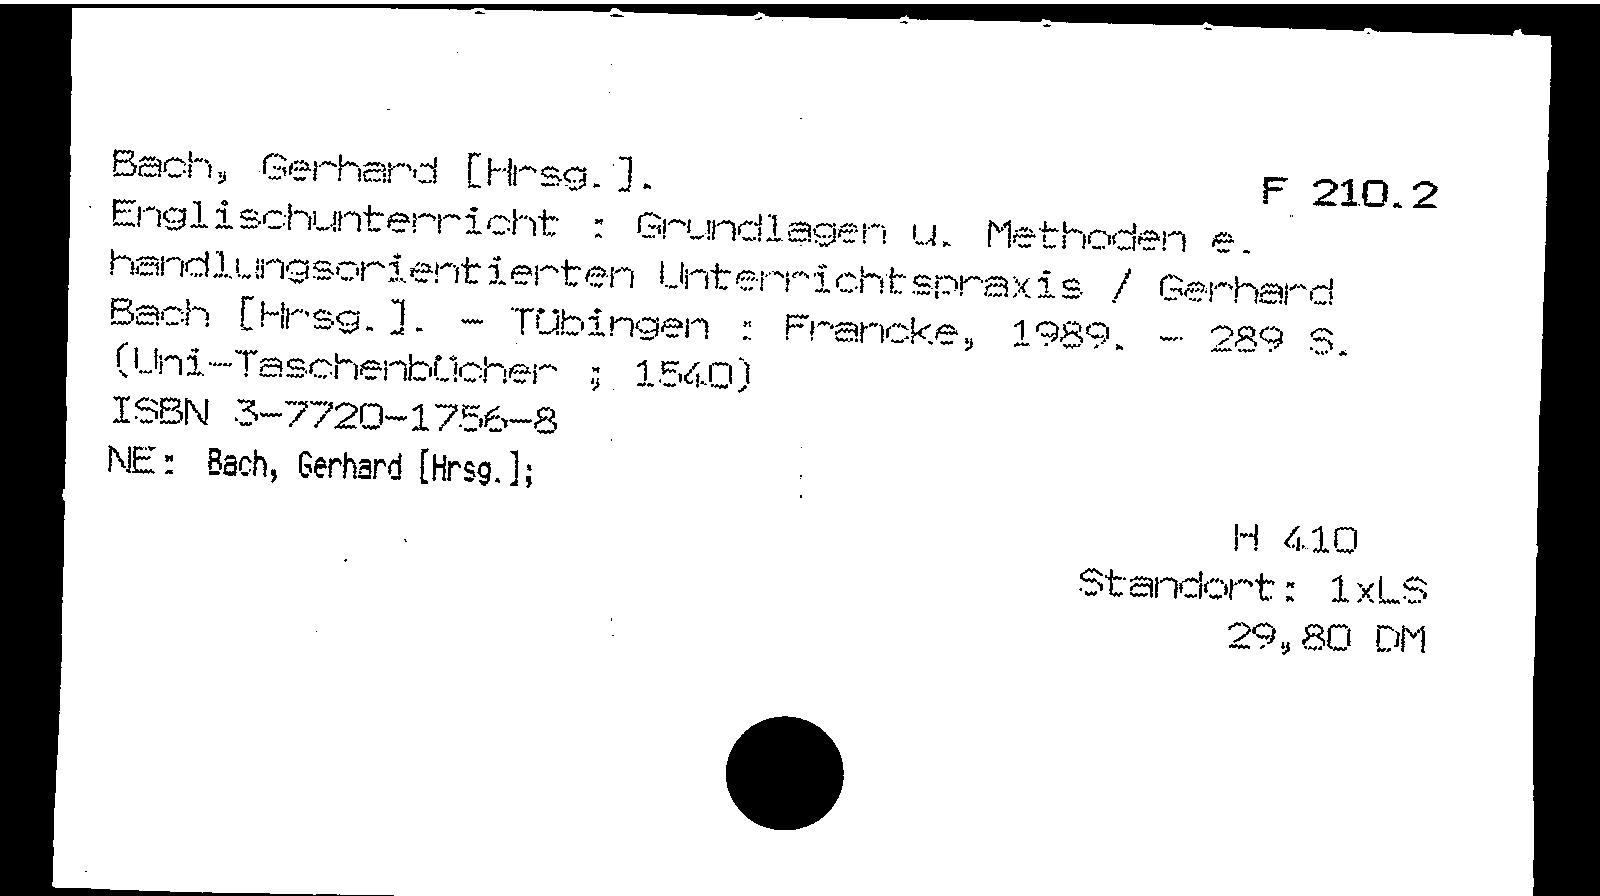 Bach, Gerhard [Hrsg.].
F 210.2
Englischunterricht : Grundlagen u. Methoden e.
handlungsorientierten Unterrichtspraxis / Gerhard
Bach [Hrsg.]. - Tübingen : Francke, 1989. - 289 S.
(Uni-Taschenbücher ; 1540)
ISBN 3-7720-1756-8
NE: Bach, Gerhard [Hrsg.];
H 410
Standort: 1xLS
29,80 DM